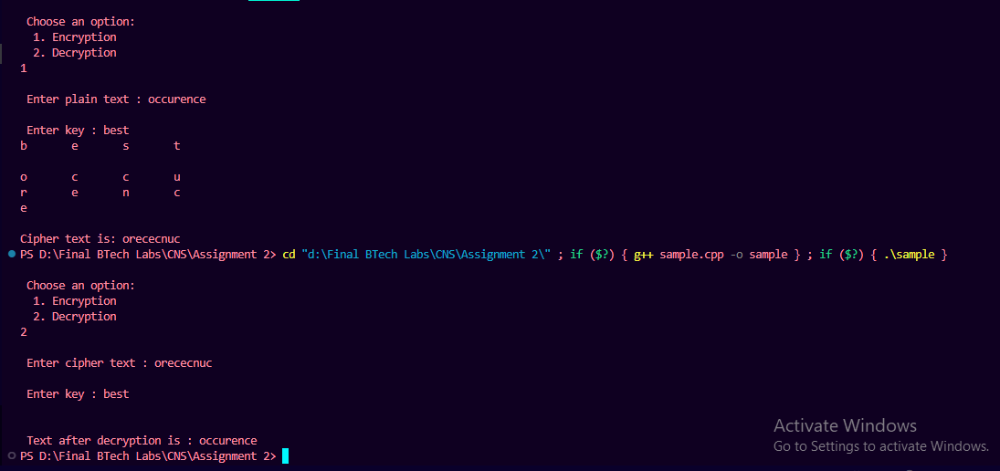 Choose an option:
1. Encryption
2. Decryption
1
Enter plain text : occurence
Enter key : best
b e s t
o c c u
r e n c
e
Cipher text is: orececnuc
PS D:\Final BTech Labs\CNS\Assignment 2> cd "d:\Final BTech Labs\CNS\Assignment 2\" ; if ($?) { g++ sample.cpp -o sample } ; if ($?) { .\sample }
Choose an option:
1. Encryption
2. Decryption
2
Enter cipher text : orececnuc
Enter key : best
Text after decryption is : occurence
PS D:\Final BTech Labs\CNS\Assignment 2>
Activate Windows
Go to Settings to activate Windows.